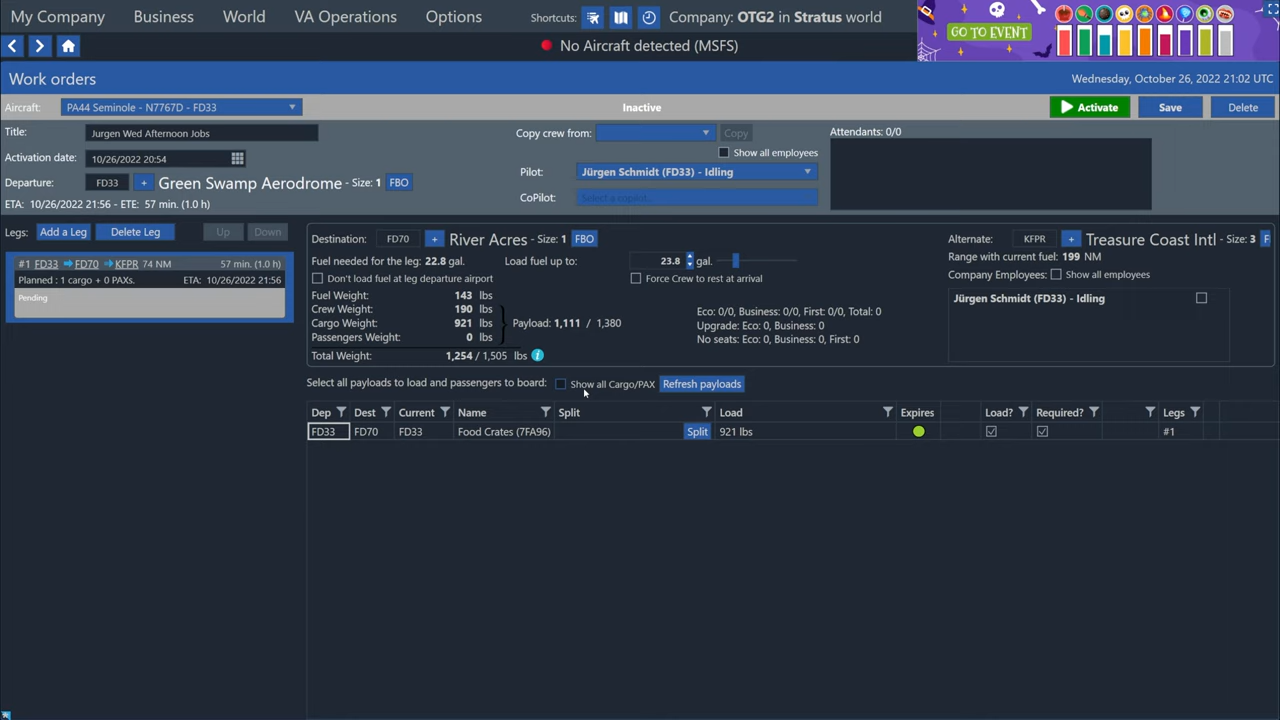 My Company Business World VA Operations Options Shortcuts: Company: OTG2 in Stratus world
GO TO EVENT
No Aircraft detected (MSFS)
Work orders
Wednesday, October 26, 2022 21:02 UTC
Aircraft: PA44 Seminole - N7767D - FD33 Inactive Activate Save Delete
Title: Jurgen Wed Afternoon Jobs Copy crew from: Copy Attendants: 0/0
Show all employees
Activation date: 10/26/2022 20:54
Pilot: Jürgen Schmidt (FD33) - Idling
Departure: FD33 + Green Swamp Aerodrome - Size: 1 FBO
CoPilot: Select a copilot...
ETA: 10/26/2022 21:56 - ETE: 57 min. (1.0 h)
Legs: Add a Leg Delete Leg Up Down
#1 FD33 FD70 KFPR 74 NM 57 min. (1.0 h)
Planned : 1 cargo + 0 PAXs. ETA: 10/26/2022 21:56
Pending
Destination: FD70 + River Acres - Size: 1 FBO Alternate: KFPR + Treasure Coast Intl - Size: 3 F
Fuel needed for the leg: 22.8 gal. Load fuel up to: 23.8 gal. Range with current fuel: 199 NM
Don't load fuel at leg departure airport Force Crew to rest at arrival Company Employees: Show all employees
Fuel Weight: 143 lbs Jürgen Schmidt (FD33) - Idling
Crew Weight: 190 lbs
Cargo Weight: 921 lbs Payload: 1,111 / 1,380
Passengers Weight: 0 lbs
Eco: 0/0, Business: 0/0, First: 0/0, Total: 0
Upgrade: Eco: 0, Business: 0
No seats: Eco: 0, Business: 0, First: 0
Total Weight: 1,254 / 1,505 lbs i
Select all payloads to load and passengers to board: Show all Cargo/PAX Refresh payloads
Dep Dest Current Name Split Load Expires Load? Required? Legs
FD33 FD70 FD33 Food Crates (7FA96) Split 921 lbs #1